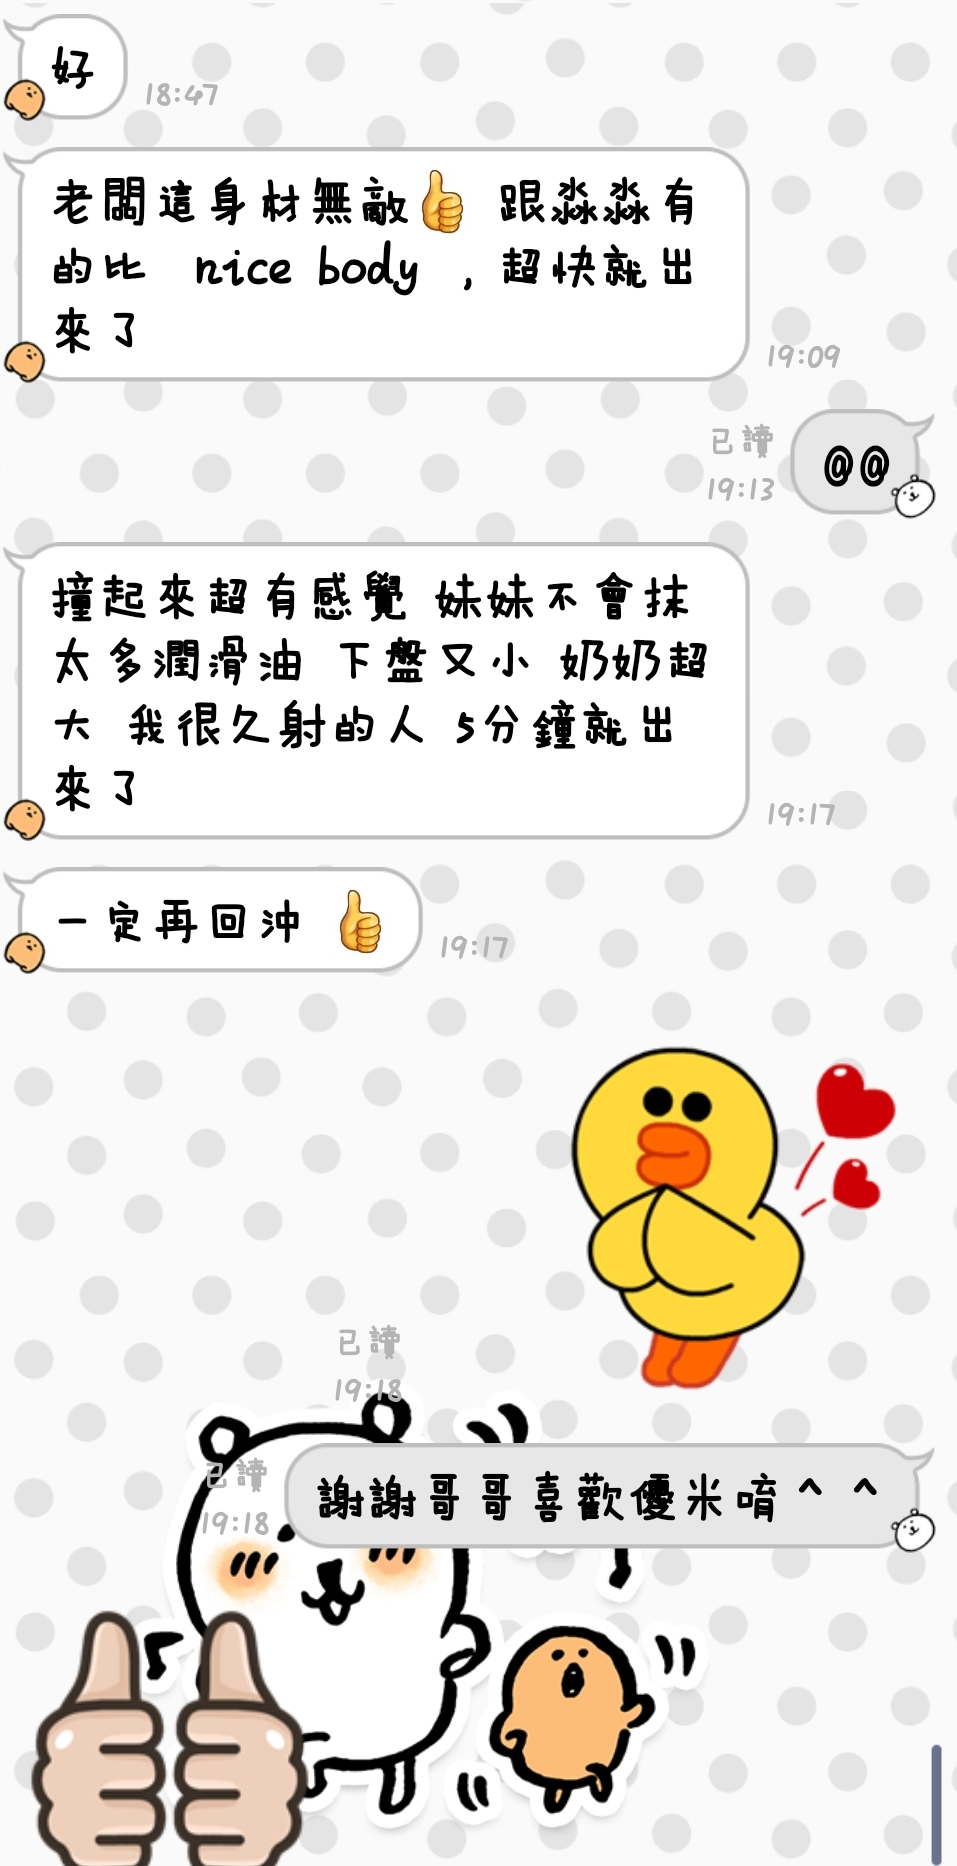 好
18:47
老闆這身材無敵👍 跟淼淼有
的比 nice body ,超快就出
來了
19:09
已讀
19:13
@@
撞起來超有感覺 妹妹不會抹
太多潤滑油 下盤又小 奶奶超
大 我很久射的人 5分鐘就出
來了
19:17
一定再回沖 👍
19:17
已讀
19:18
已讀
19:18
謝謝哥哥喜歡優米唷^ ^